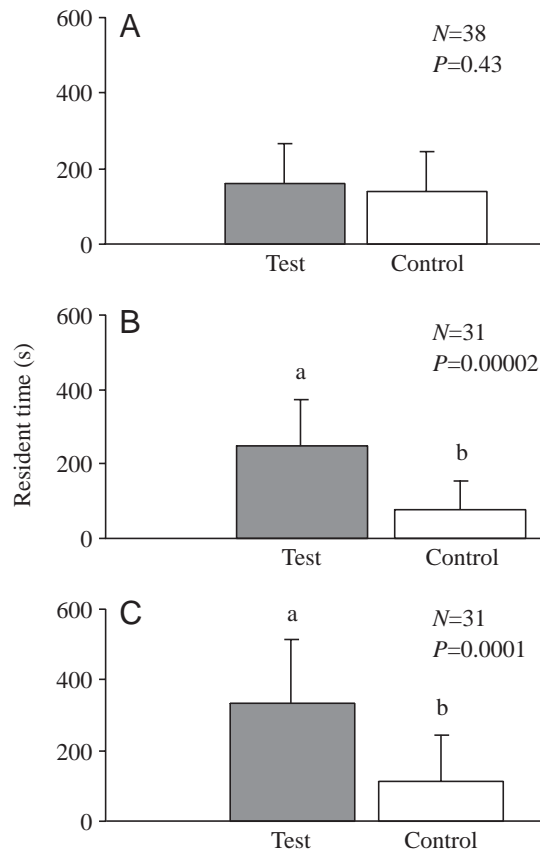 A
N=38
P=0.43
600
400
200
0
Test Control
B
N=31
P=0.00002
600
a
400
b
200
0
Test Control
C
N=31
P=0.0001
600
a
400
b
200
0
Test Control
Resident time (s)